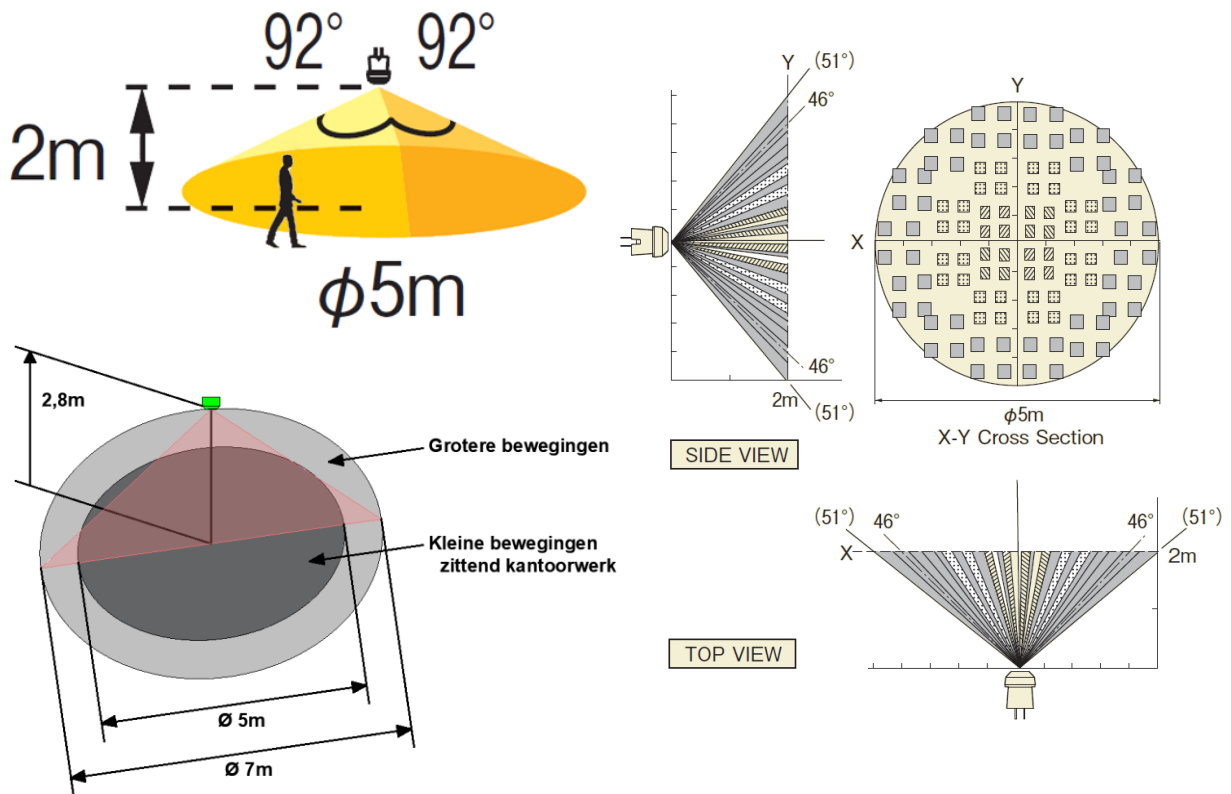 92° 92°
2m
ϕ5m
Y
(51°)
46°
46°
2m
(51°)
SIDE VIEW
Y
X
ϕ5m
X-Y Cross Section
2,8m
Grotere bewegingen
Kleine bewegingen
zittend kantoorwerk
Ø 5m
Ø 7m
(51°)
46°
46°
(51°)
X
2m
TOP VIEW